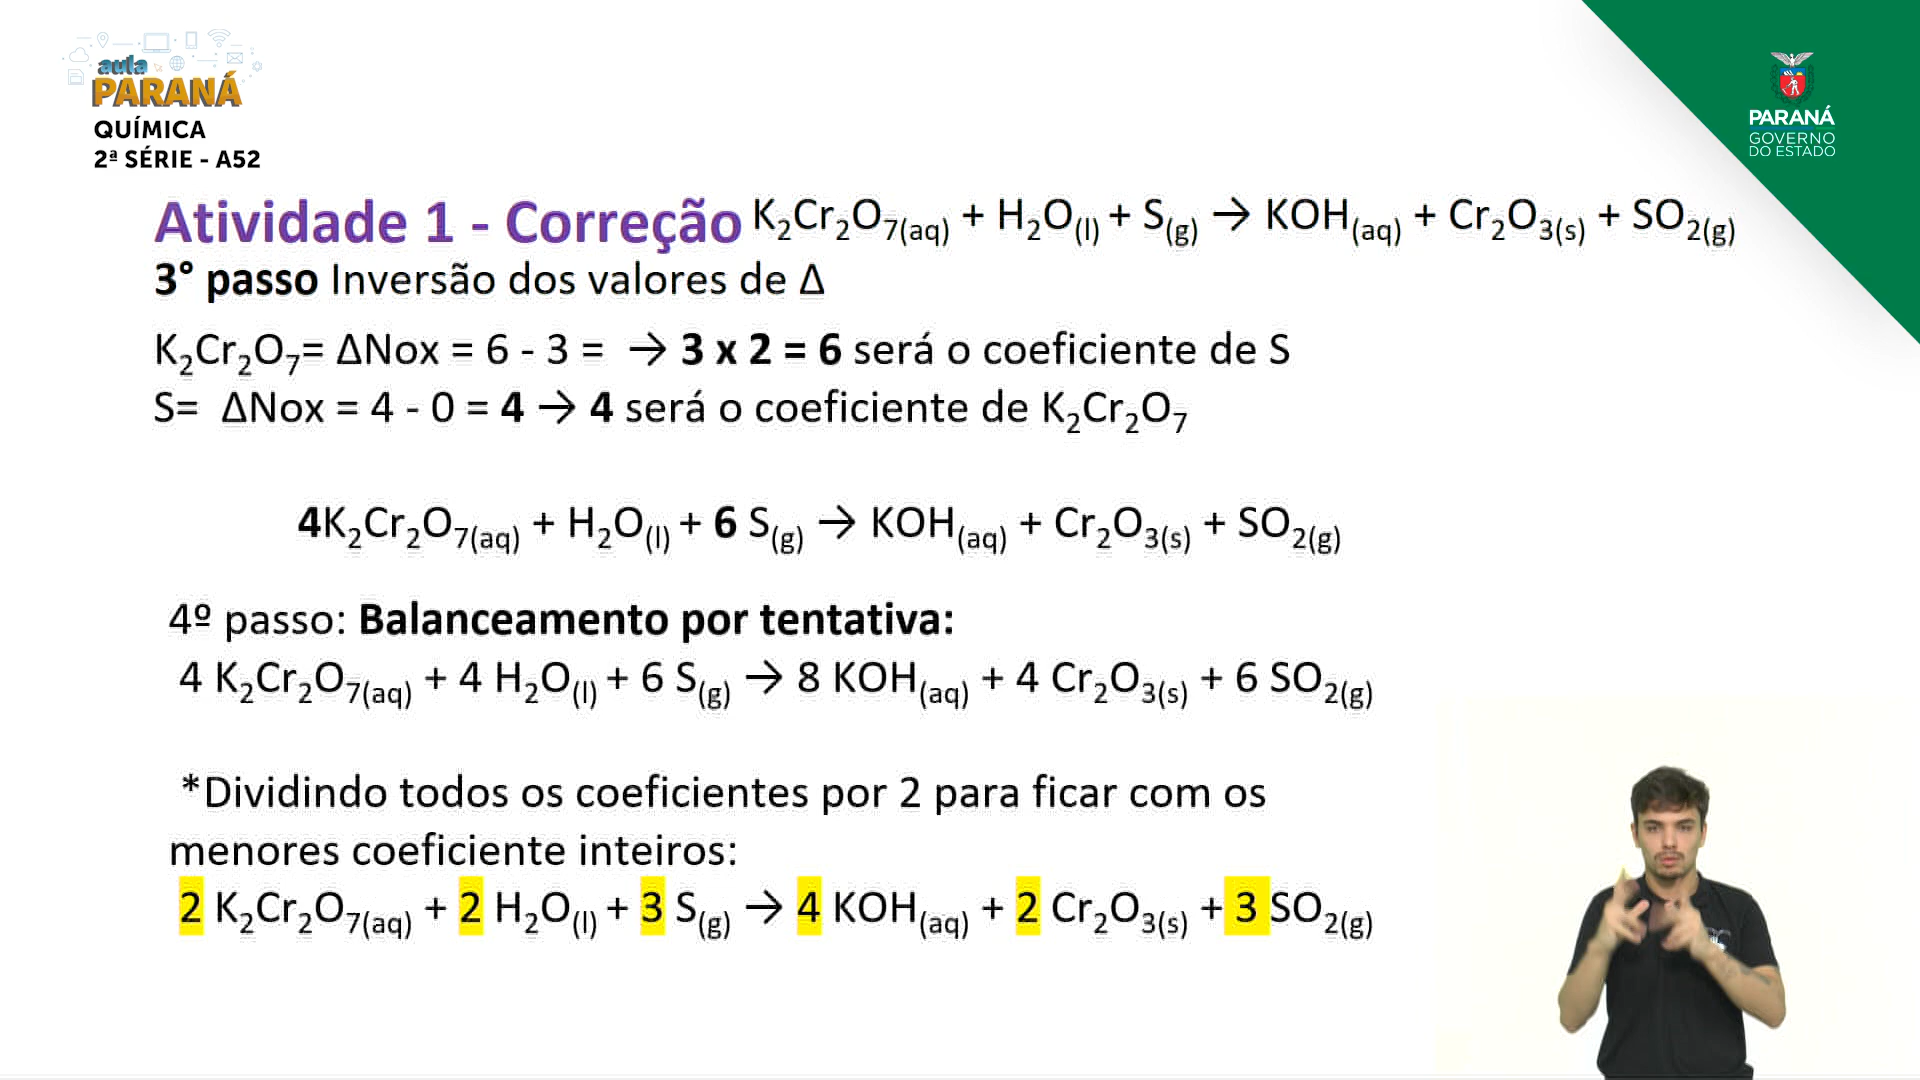 aula
PARANÁ
QUÍMICA
2ª SÉRIE - A52
PARANÁ
GOVERNO
DO ESTADO
Atividade 1 - Correção K₂Cr₂O₇(aq) + H₂O(l) + S(g) → KOH(aq) + Cr₂O₃(s) + SO₂(g)
3° passo Inversão dos valores de Δ
K₂Cr₂O₇= ΔNox = 6 - 3 = → 3 x 2 = 6 será o coeficiente de S
S= ΔNox = 4 - 0 = 4 → 4 será o coeficiente de K₂Cr₂O₇
4K₂Cr₂O₇(aq) + H₂O(l) + 6 S(g) → KOH(aq) + Cr₂O₃(s) + SO₂(g)
4º passo: Balanceamento por tentativa:
4 K₂Cr₂O₇(aq) + 4 H₂O(l) + 6 S(g) → 8 KOH(aq) + 4 Cr₂O₃(s) + 6 SO₂(g)
*Dividindo todos os coeficientes por 2 para ficar com os
menores coeficiente inteiros:
2 K₂Cr₂O₇(aq) + 2 H₂O(l) + 3 S(g) → 4 KOH(aq) + 2 Cr₂O₃(s) + 3 SO₂(g)